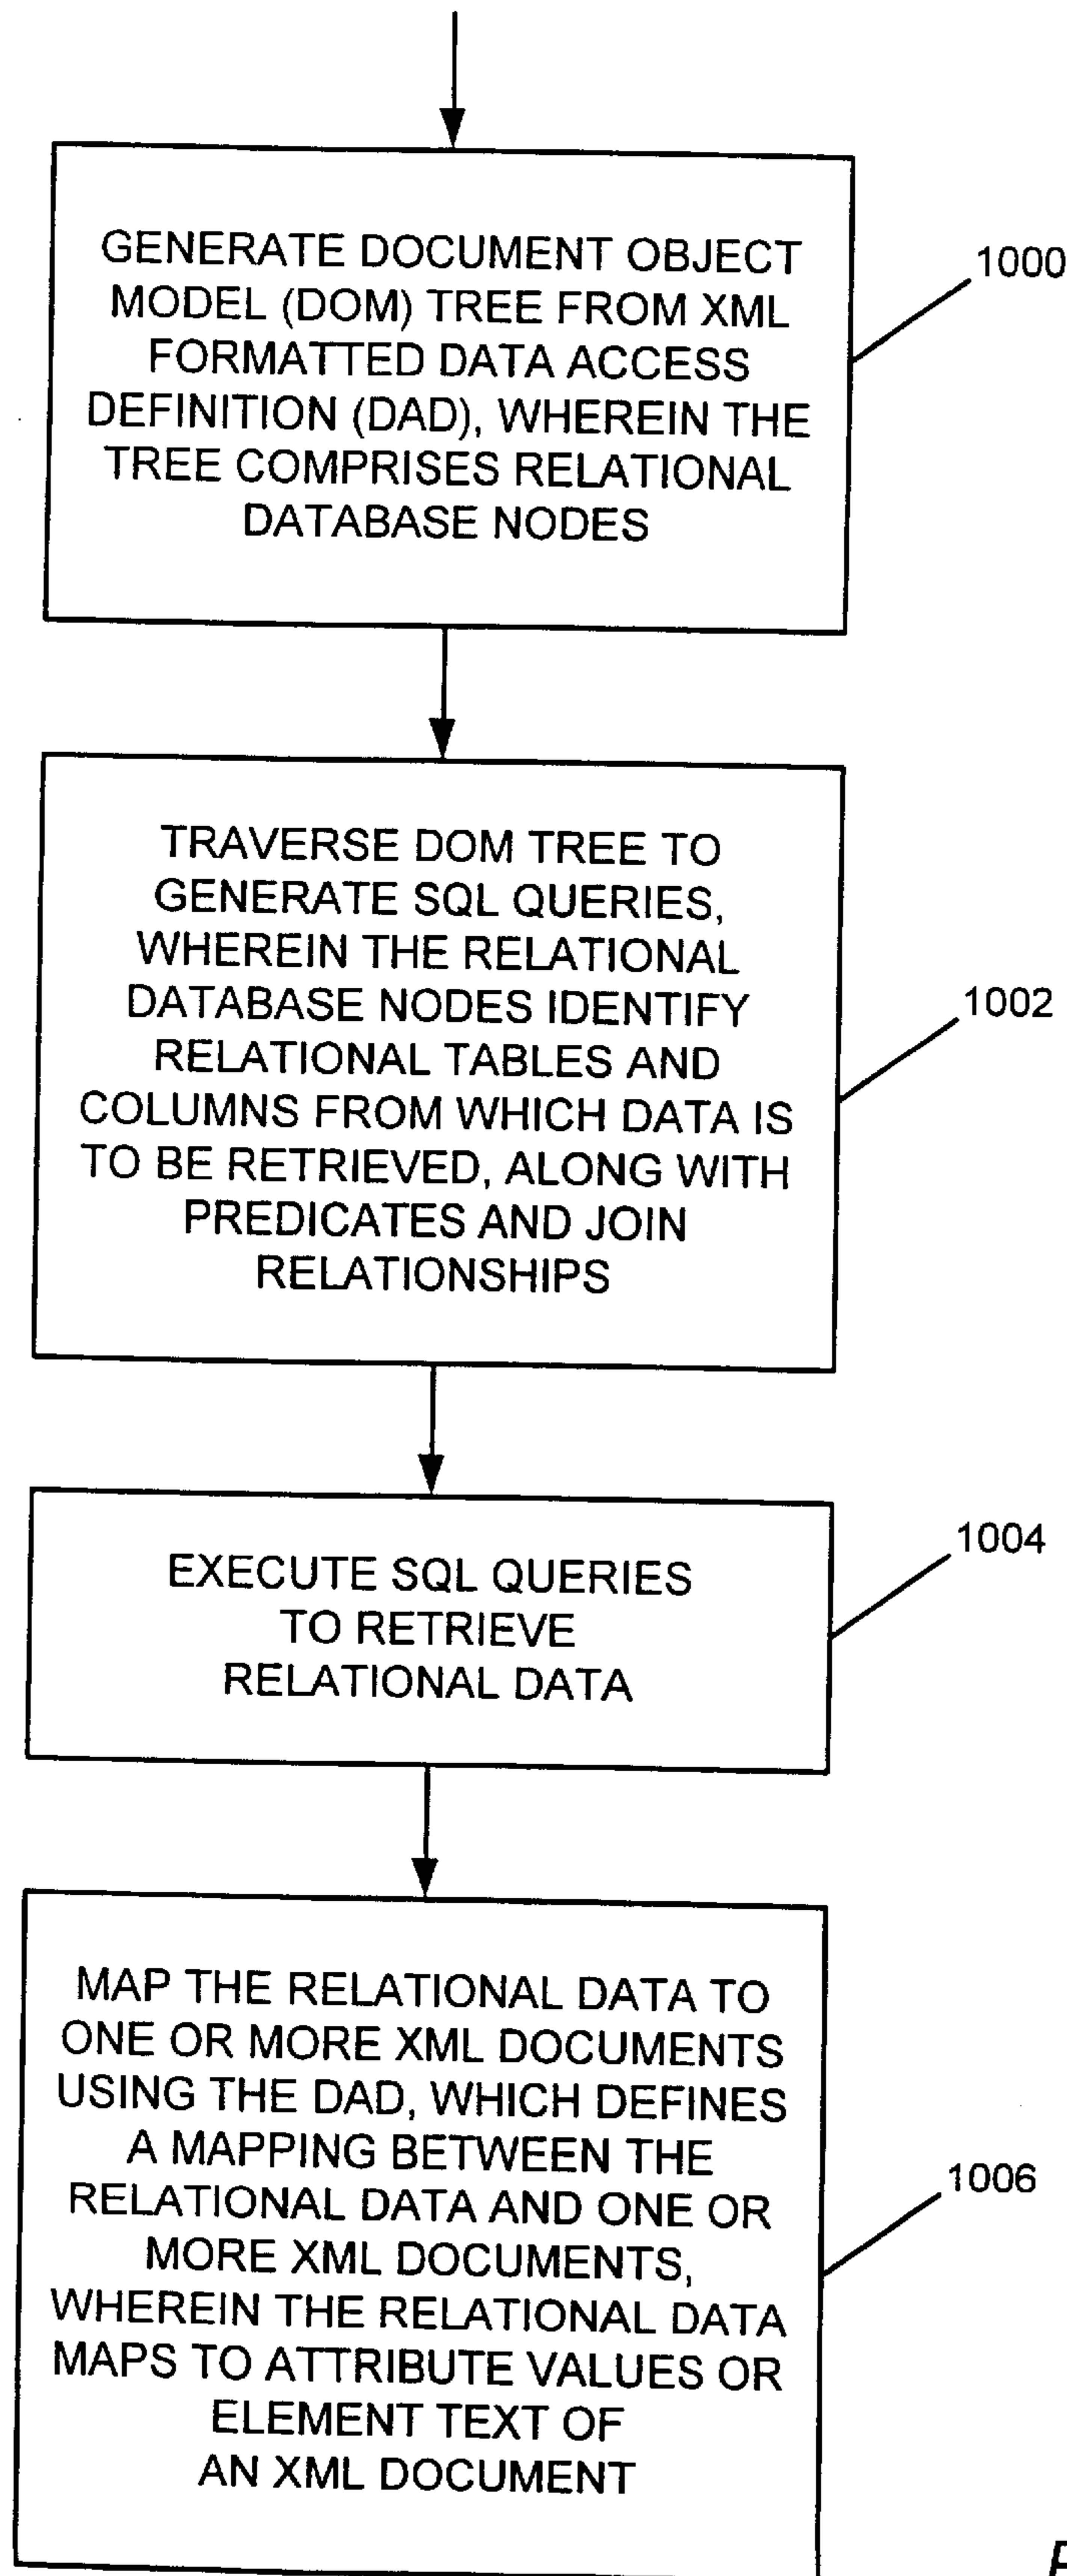 GENERATE DOCUMENT OBJECT
MODEL (DOM) TREE FROM XML
FORMATTED DATA ACCESS
DEFINITION (DAD), WHEREIN THE
TREE COMPRISES RELATIONAL
DATABASE NODES
1000
TRAVERSE DOM TREE TO
GENERATE SQL QUERIES,
WHEREIN THE RELATIONAL
DATABASE NODES IDENTIFY
RELATIONAL TABLES AND
COLUMNS FROM WHICH DATA IS
TO BE RETRIEVED, ALONG WITH
PREDICATES AND JOIN
RELATIONSHIPS
1002
EXECUTE SQL QUERIES
TO RETRIEVE
RELATIONAL DATA
1004
MAP THE RELATIONAL DATA TO
ONE OR MORE XML DOCUMENTS
USING THE DAD, WHICH DEFINES
A MAPPING BETWEEN THE
RELATIONAL DATA AND ONE OR
MORE XML DOCUMENTS,
WHEREIN THE RELATIONAL DATA
MAPS TO ATTRIBUTE VALUES OR
ELEMENT TEXT OF
AN XML DOCUMENT
1006